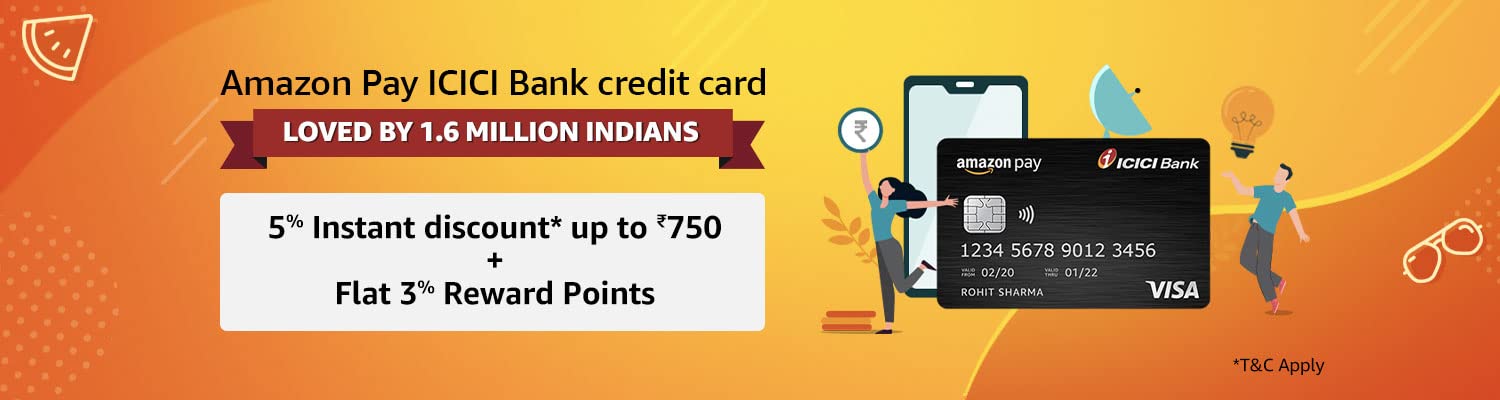 Amazon Pay ICICI Bank credit card
LOVED BY 1.6 MILLION INDIANS
5% Instant discount* up to ₹750
+
Flat 3% Reward Points
₹
amazon pay
i ICICI Bank
1234 5678 9012 3456
VALID FROM 02/20 VALID THRU 01/22
ROHIT SHARMA
VISA
*T&C Apply